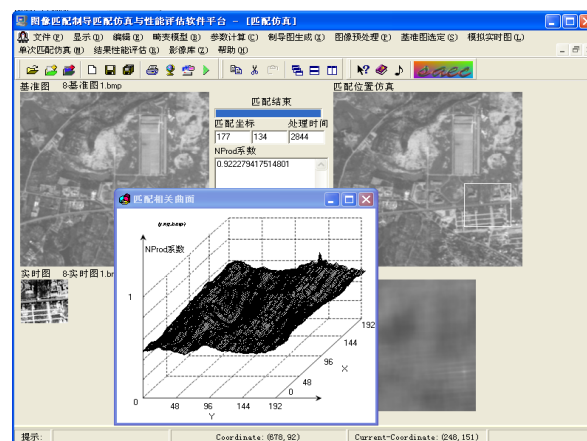 图像匹配制导匹配仿真与性能评估软件平台 - [匹配仿真]
文件(F) 显示(D) 编辑(E) 畸变模型(B) 参数计算(C) 制导图生成(X) 图像预处理(P) 基准图选定(S) 模拟实时图(L)
单次匹配仿真(M) 结果性能评估(R) 影像库(Z) 帮助(H)
基准图 8-基准图1.bmp
匹配结束
匹配位置仿真
匹配坐标 处理时间
177 134 2844
NProd系数
0.922279417514801
匹配相关曲面
NProd系数
1
0
48 96 144 192
Y
0 48 96 144 192
X
实时图 8-实时图1.bm
提示:
Coordinate: (678,92)
Current-Coordinate: (248,151)